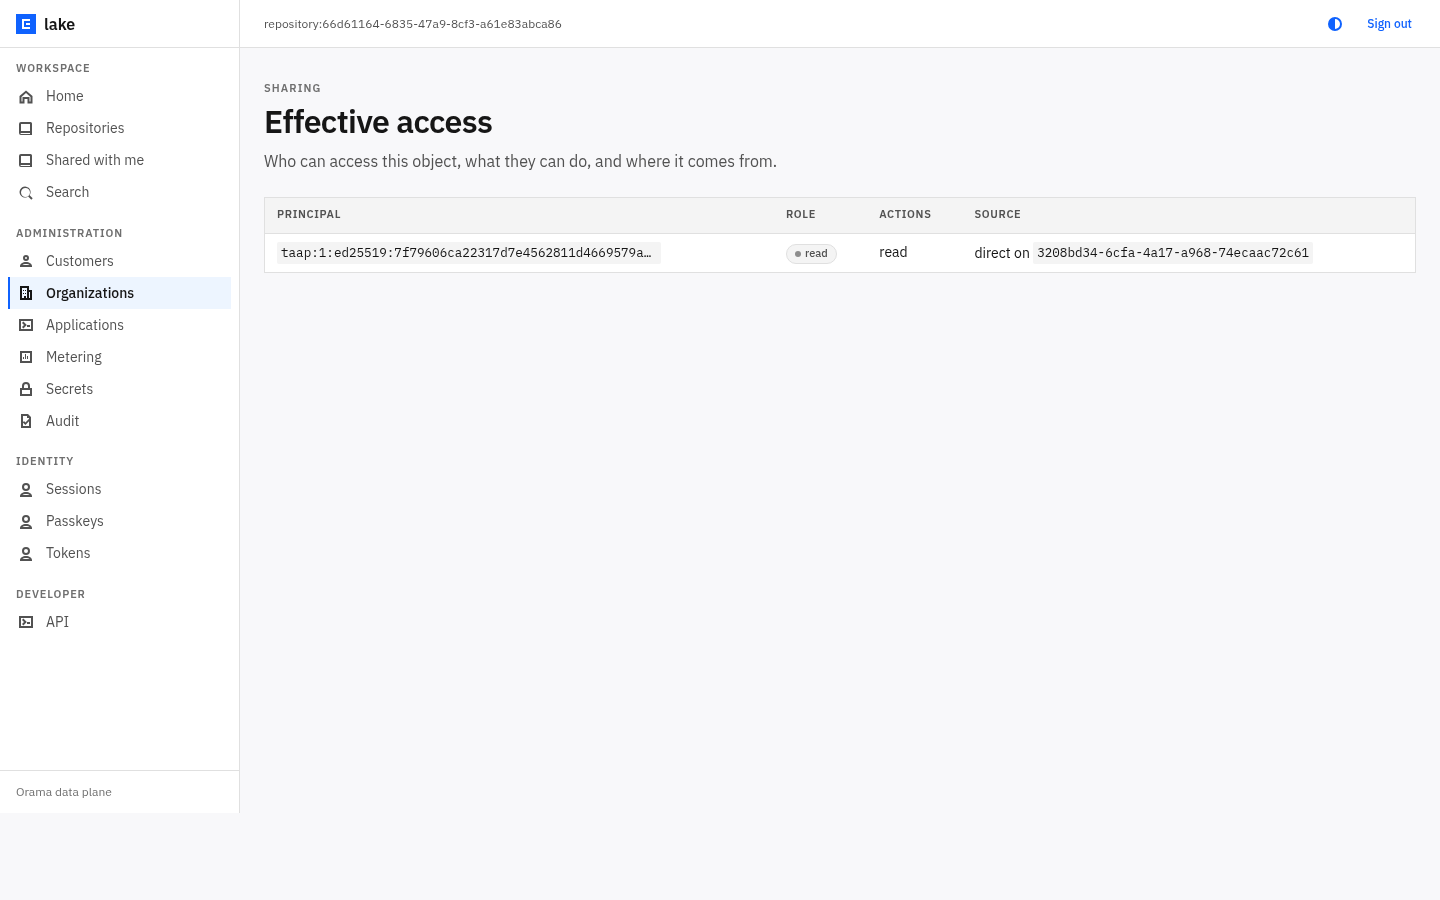 lake
repository:66d61164-6835-47a9-8cf3-a61e83abca86
Sign out
WORKSPACE
Home
Repositories
Shared with me
Search
ADMINISTRATION
Customers
Organizations
Applications
Metering
Secrets
Audit
IDENTITY
Sessions
Passkeys
Tokens
DEVELOPER
API
Orama data plane
SHARING
Effective access
Who can access this object, what they can do, and where it comes from.
PRINCIPAL ROLE ACTIONS SOURCE
taap:1:ed25519:7f79606ca22317d7e4562811d4669579a… read read direct on 3208bd34-6cfa-4a17-a968-74ecaac72c61